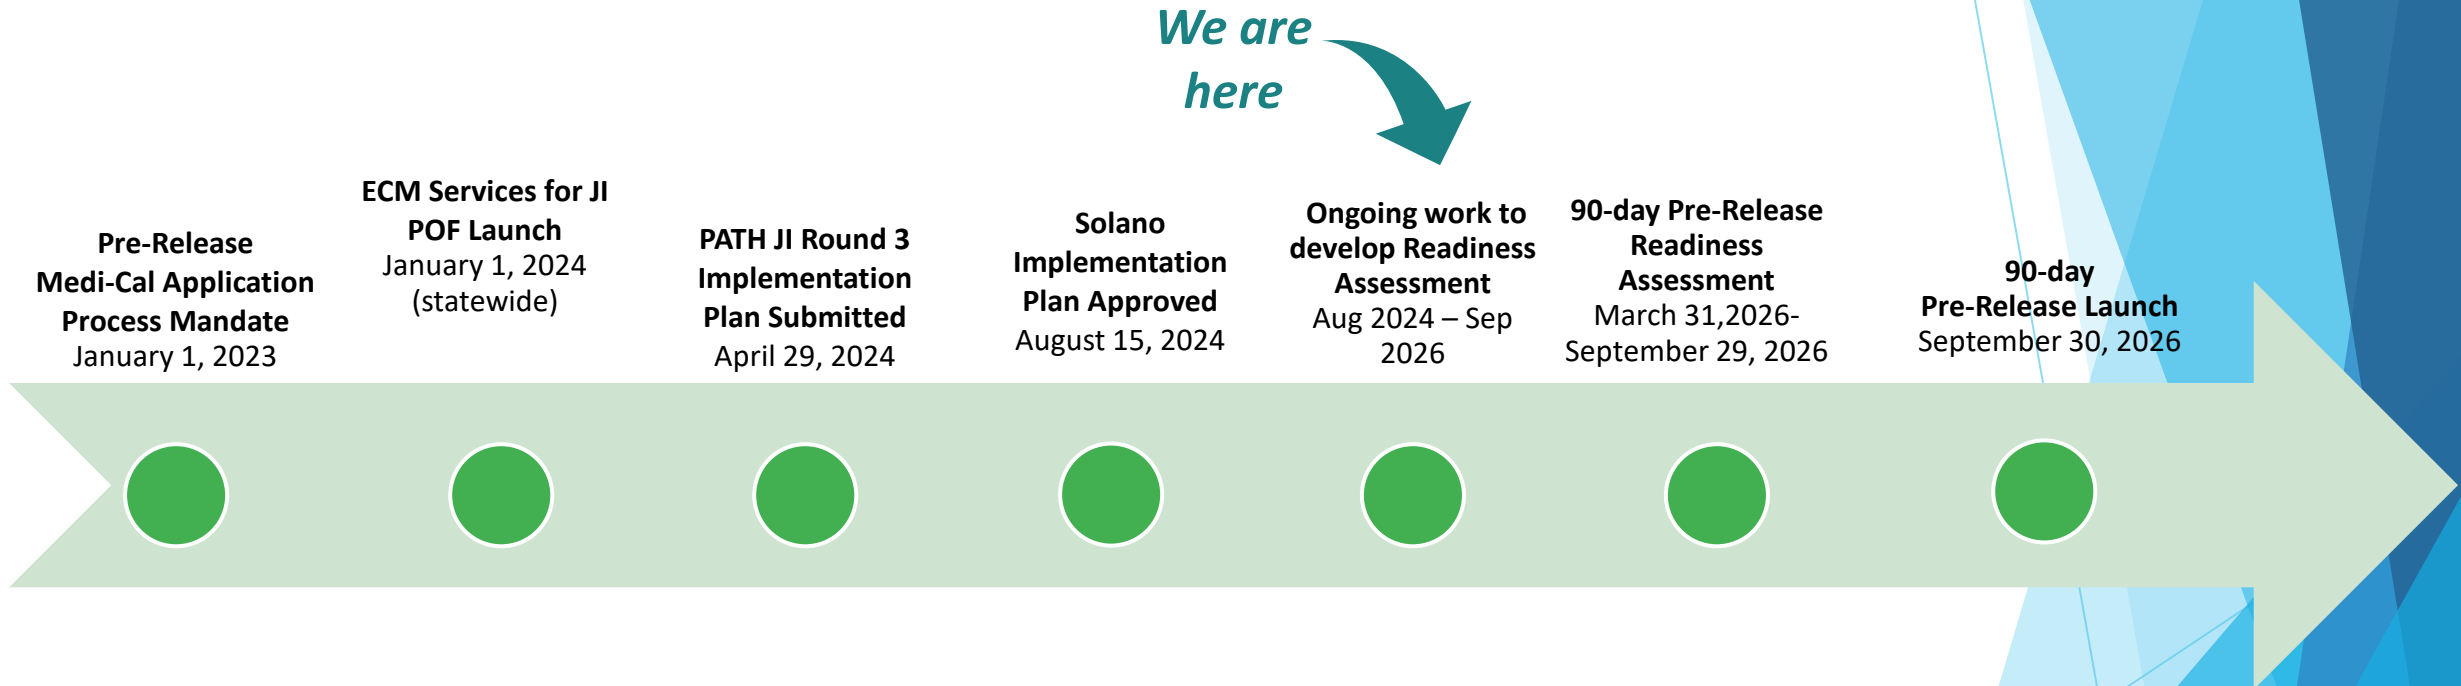 We are
here
Pre-Release
Medi-Cal Application
Process Mandate
January 1, 2023
ECM Services for JI
POF Launch
January 1, 2024
(statewide)
PATH JI Round 3
Implementation
Plan Submitted
April 29, 2024
Solano
Implementation
Plan Approved
August 15, 2024
Ongoing work to
develop Readiness
Assessment
Aug 2024 – Sep
2026
90-day Pre-Release
Readiness
Assessment
March 31,2026-
September 29, 2026
90-day
Pre-Release Launch
September 30, 2026